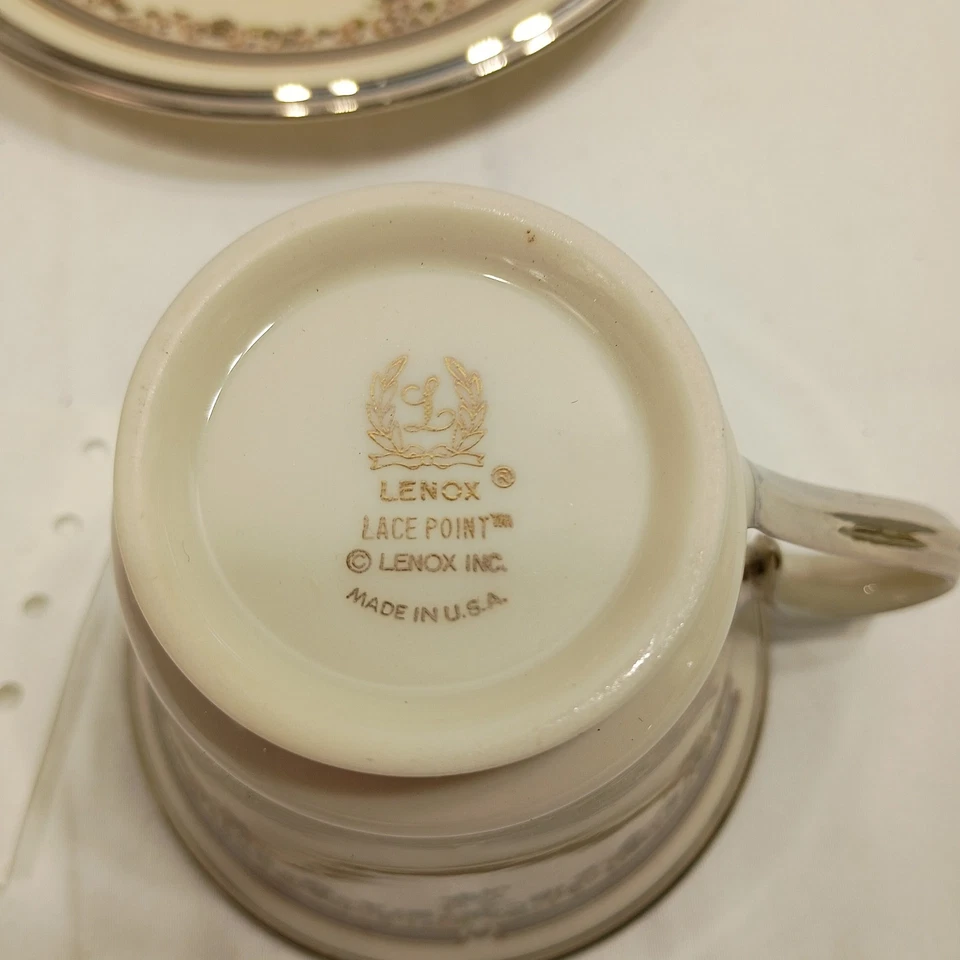 L
LENOX ®
LACE POINT™
© LENOX INC.
MADE IN U.S.A.